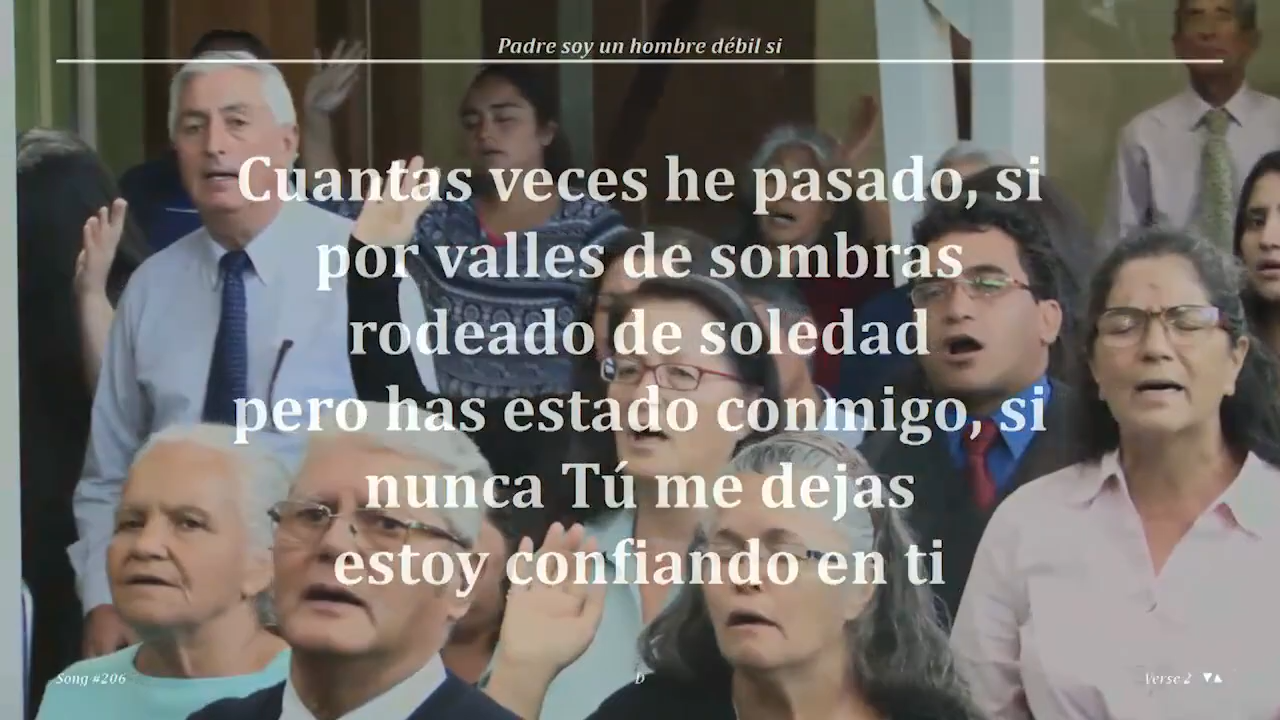 Padre soy un hombre débil si
Cuantas veces he pasado, si
por valles de sombras
rodeado de soledad
pero has estado conmigo, si
nunca Tú me dejas
estoy confiando en ti
Song #206
D
Verse 2 ▼▲